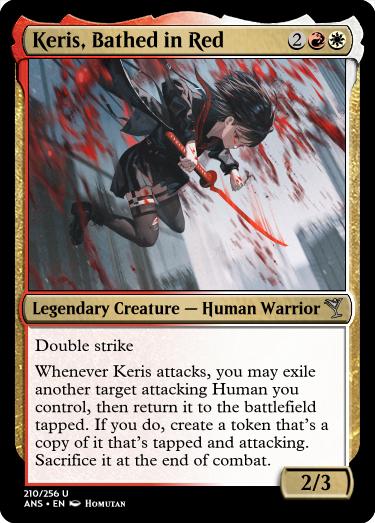 Keris, Bathed in Red 2
Legendary Creature — Human Warrior
Double strike
Whenever Keris attacks, you may exile
another target attacking Human you
control, then return it to the battlefield
tapped. If you do, create a token that's a
copy of it that's tapped and attacking.
Sacrifice it at the end of combat.
2/3
210/256 U
ANS • EN Homutan